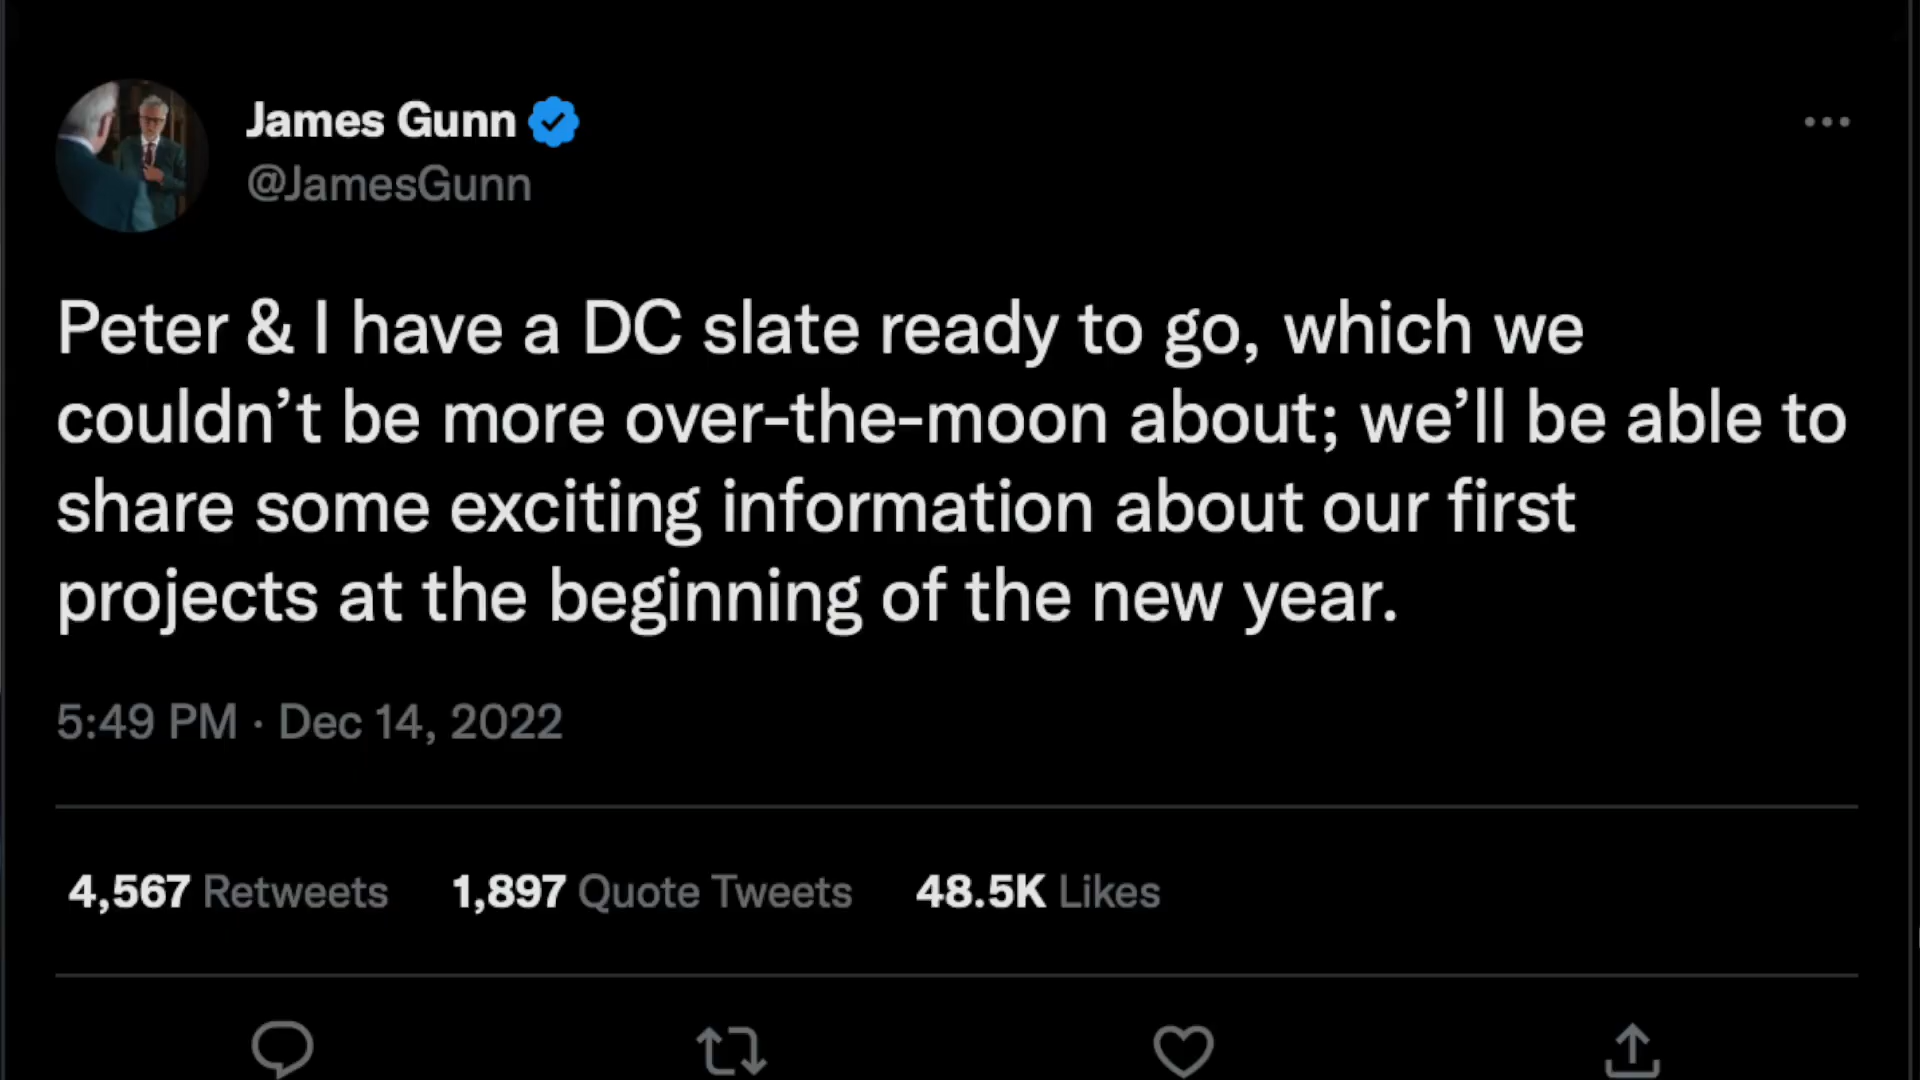 James Gunn
@JamesGunn
Peter & I have a DC slate ready to go, which we
couldn’t be more over-the-moon about; we’ll be able to
share some exciting information about our first
projects at the beginning of the new year.
5:49 PM · Dec 14, 2022
4,567 Retweets 1,897 Quote Tweets 48.5K Likes